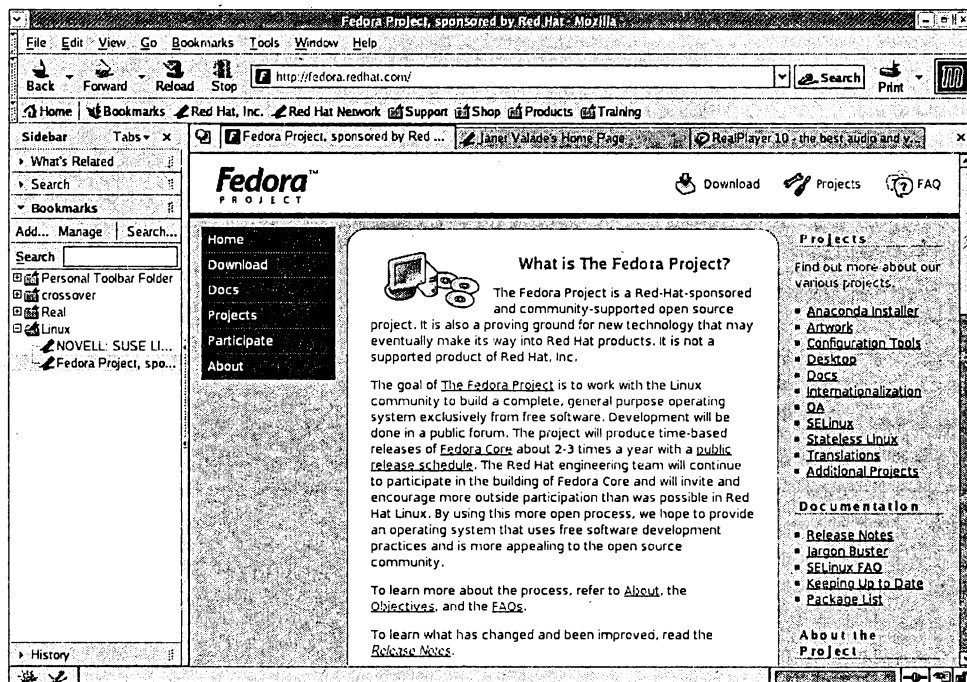 Fedora Project, sponsored by Red Hat - Mozilla
File Edit View Go Bookmarks Tools Window Help
Back Forward Reload Stop http://fedora.redhat.com/ Search Print
Home Bookmarks Red Hat, Inc. Red Hat Network Support Shop Products Training
Sidebar Tabs
Fedora Project, sponsored by Red ... Janet Valade's Home Page RealPlayer 10 - the best audio and v...
What's Related
Search
Bookmarks
Add... Manage Search...
Search
Personal Toolbar Folder
crossover
Real
Linux
NOVELL: SUSE LI...
Fedora Project, spo...
History
Fedora™
PROJECT
Download Projects FAQ
Home
Download
Docs
Projects
Participate
About
What is The Fedora Project?
The Fedora Project is a Red-Hat-sponsored
and community-supported open source
project. It is also a proving ground for new technology that may
eventually make its way into Red Hat products. It is not a
supported product of Red Hat, Inc.
The goal of The Fedora Project is to work with the Linux
community to build a complete, general purpose operating
system exclusively from free software. Development will be
done in a public forum. The project will produce time-based
releases of Fedora Core about 2-3 times a year with a public
release schedule. The Red Hat engineering team will continue
to participate in the building of Fedora Core and will invite and
encourage more outside participation than was possible in Red
Hat Linux. By using this more open process, we hope to provide
an operating system that uses free software development
practices and is more appealing to the open source
community.
To learn more about the process, refer to About, the
Objectives, and the FAQs.
To learn what has changed and been improved, read the
Release Notes.
Projects
Find out more about our
various projects.
Anaconda Installer
Artwork
Configuration Tools
Desktop
Docs
Internationalization
QA
SELinux
Stateless Linux
Translations
Additional Projects
Documentation
Release Notes
Jargon Buster
SELinux FAQ
Keeping Up to Date
Package List
About the
Project